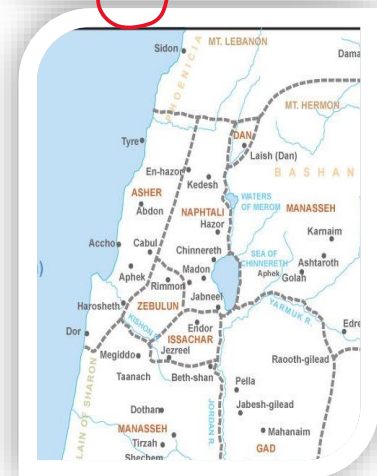 MT. LEBANON
Sidon
Dama
PHOENICIA
MT. HERMON
DAN
Tyre
Laish (Dan)
BASHAN
En-hazor
Kedesh
ASHER
WATERS
OF MEROM
Abdon
NAPHTALI
MANASSEH
Hazor
Karnaim
Accho
Cabul
Chinnereth
SEA OF
CHINNERETH
Ashtaroth
Aphek
Madon
Aphek
Golah
Rimmon
Jabneel
Harosheth
ZEBULUN
YARMUK R.
Dor
KISHON
Endor
Edre
ISSACHAR
Megiddo
Jezreel
Raooth-gilead
Taanach
Beth-shan
LAIN OF SHARON
Pella
JORDAN R.
Dothan
Jabesh-gilead
MANASSEH
Mahanaim
Tirzah
GAD
Shechem